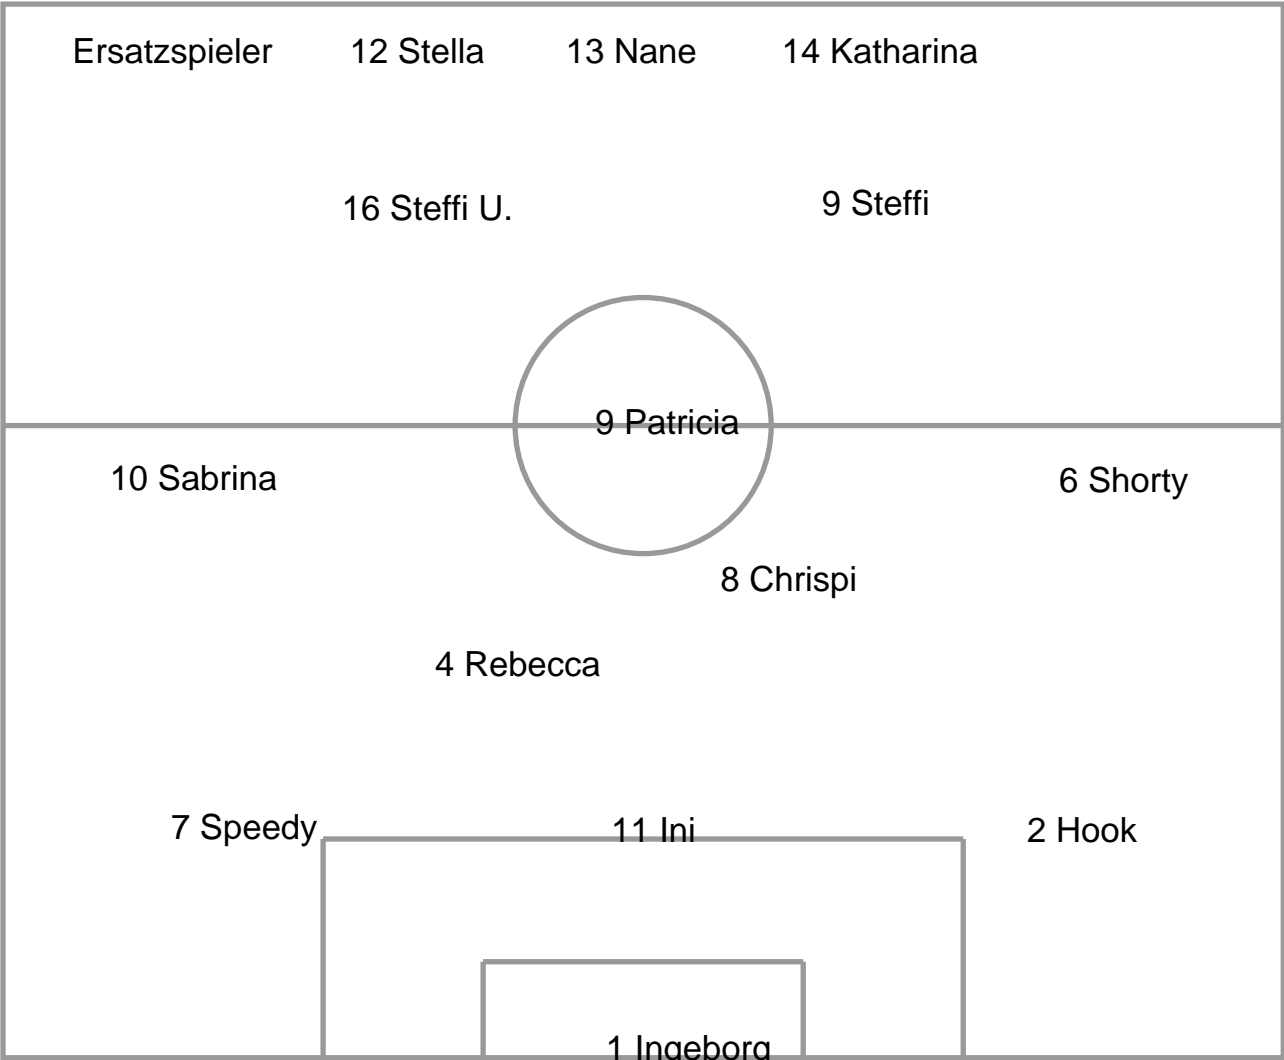 Ersatzspieler 12 Stella 13 Nane 14 Katharina
16 Steffi U. 9 Steffi
9 Patricia
10 Sabrina 6 Shorty
8 Chrispi
4 Rebecca
7 Speedy 11 Ini 2 Hook
1 Ingeborg